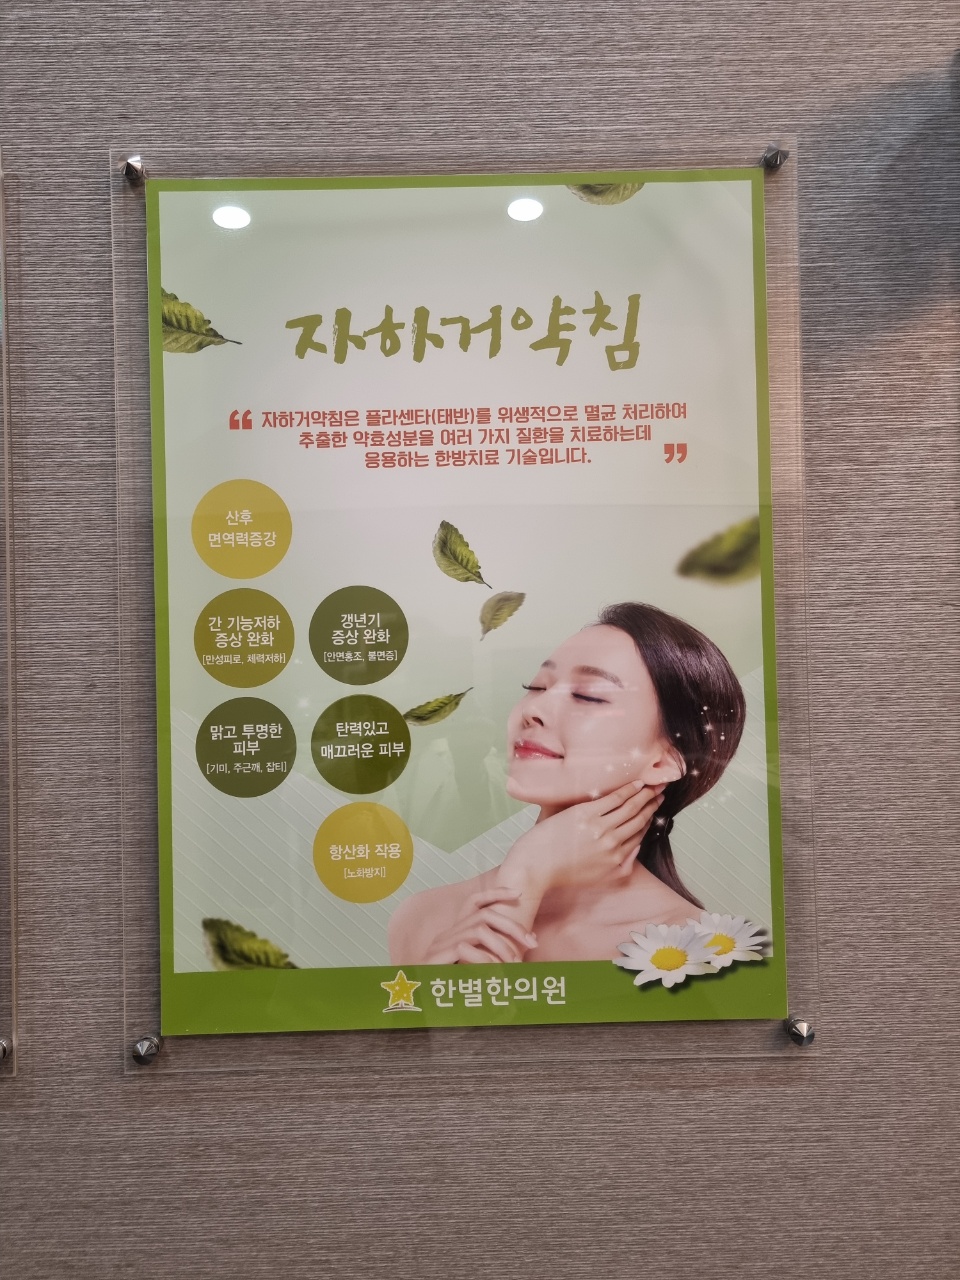 자하거약침
“ 자하거약침은 플라센타(태반)를 위생적으로 멸균 처리하여
추출한 약효성분을 여러 가지 질환을 치료하는데
응용하는 한방치료 기술입니다. ”
산후
면역력증강
간 기능저하
증상 완화
[만성피로, 체력저하]
갱년기
증상 완화
[안면홍조, 불면증]
맑고 투명한
피부
[기미, 주근깨, 잡티]
탄력있고
매끄러운 피부
항산화 작용
[노화방지]
한별한의원